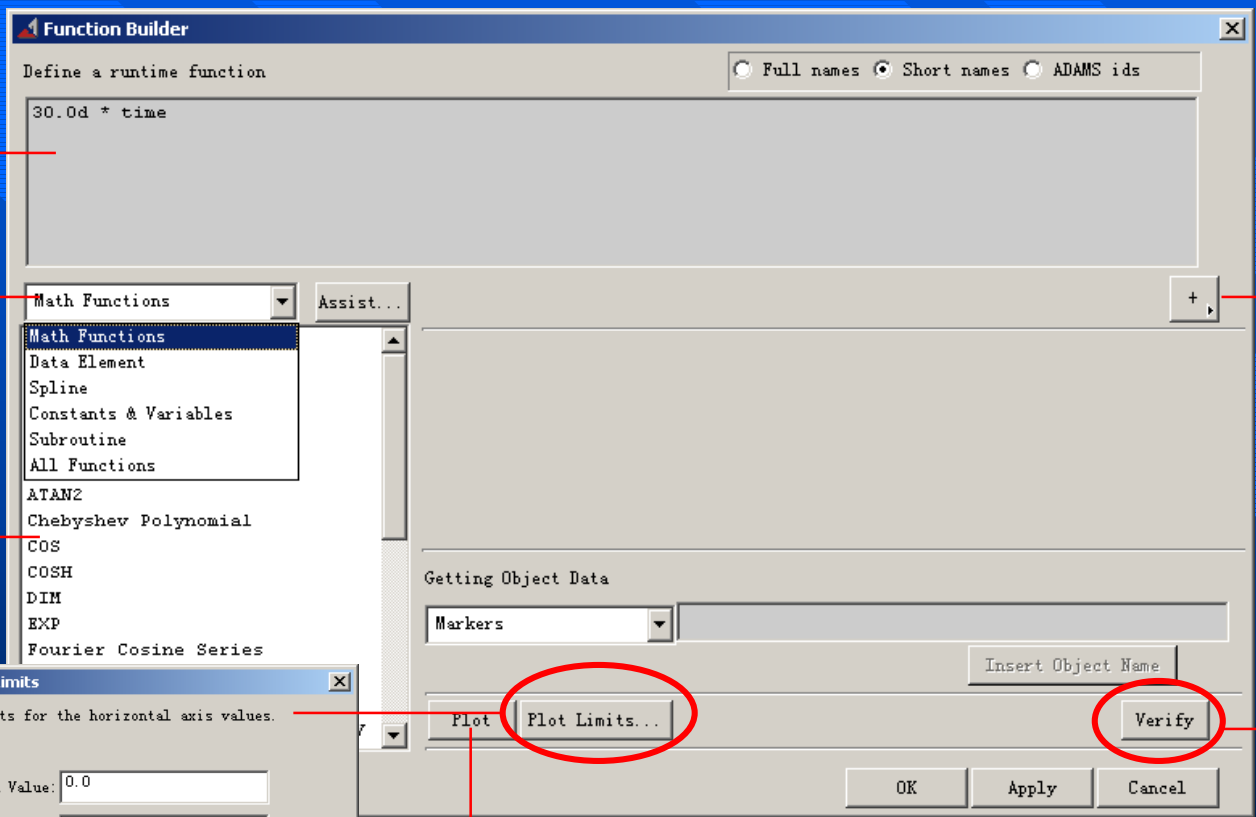 Function Builder
Define a runtime function
Full names Short names ADAMS ids
30.0d * time
Math Functions
Assist...
+
Math Functions
Data Element
Spline
Constants & Variables
Subroutine
All Functions
ATAN2
Chebyshev Polynomial
COS
COSH
DIM
EXP
Fourier Cosine Series
Getting Object Data
Markers
Insert Object Name
Plot
Plot Limits...
Verify
OK
Apply
Cancel
for the horizontal axis values.
Value: 0.0